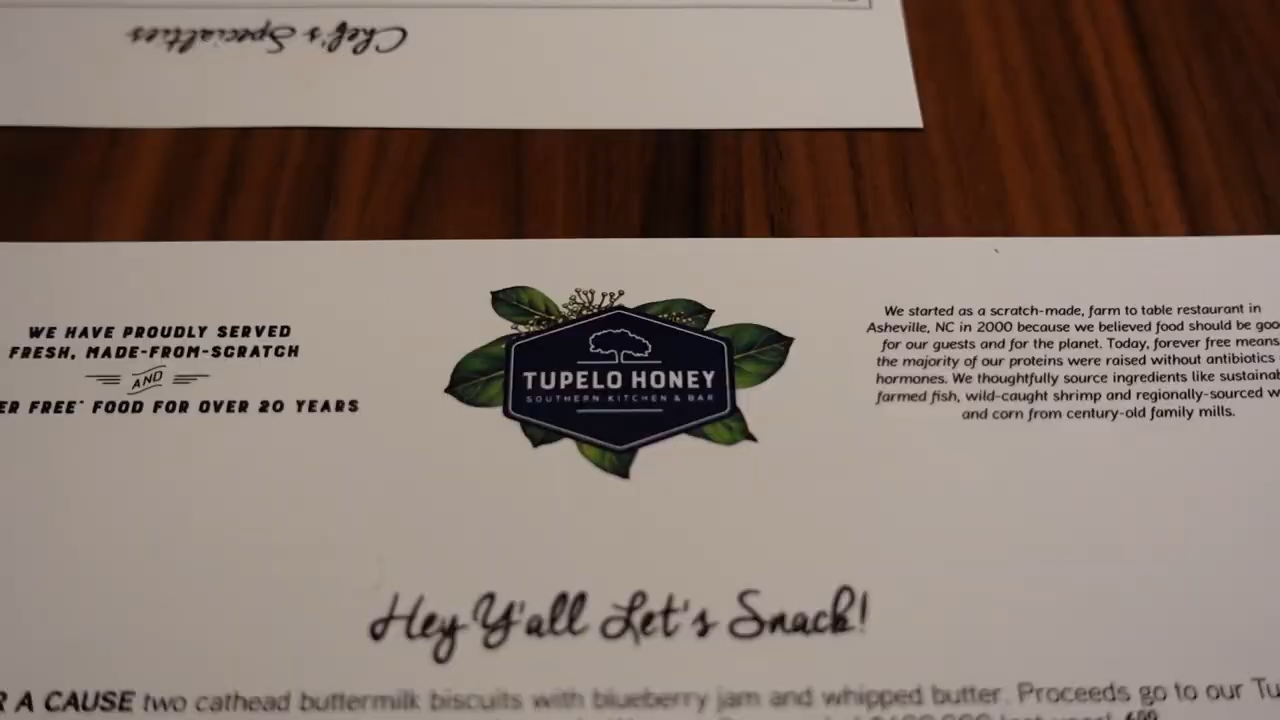 Chef's Specialties
WE HAVE PROUDLY SERVED
FRESH, MADE-FROM-SCRATCH
AND
ER FREE* FOOD FOR OVER 20 YEARS
TUPELO HONEY
SOUTHERN KITCHEN & BAR
We started as a scratch-made, farm to table restaurant in
Asheville, NC in 2000 because we believed food should be goo
for our guests and for the planet. Today, forever free means
the majority of our proteins were raised without antibiotics
hormones. We thoughtfully source ingredients like sustainab
farmed fish, wild-caught shrimp and regionally-sourced w
and corn from century-old family mills.
Hey Y'all Let's Snack!
R A CAUSE two cathead buttermilk biscuits with blueberry jam and whipped butter. Proceeds go to our Tu